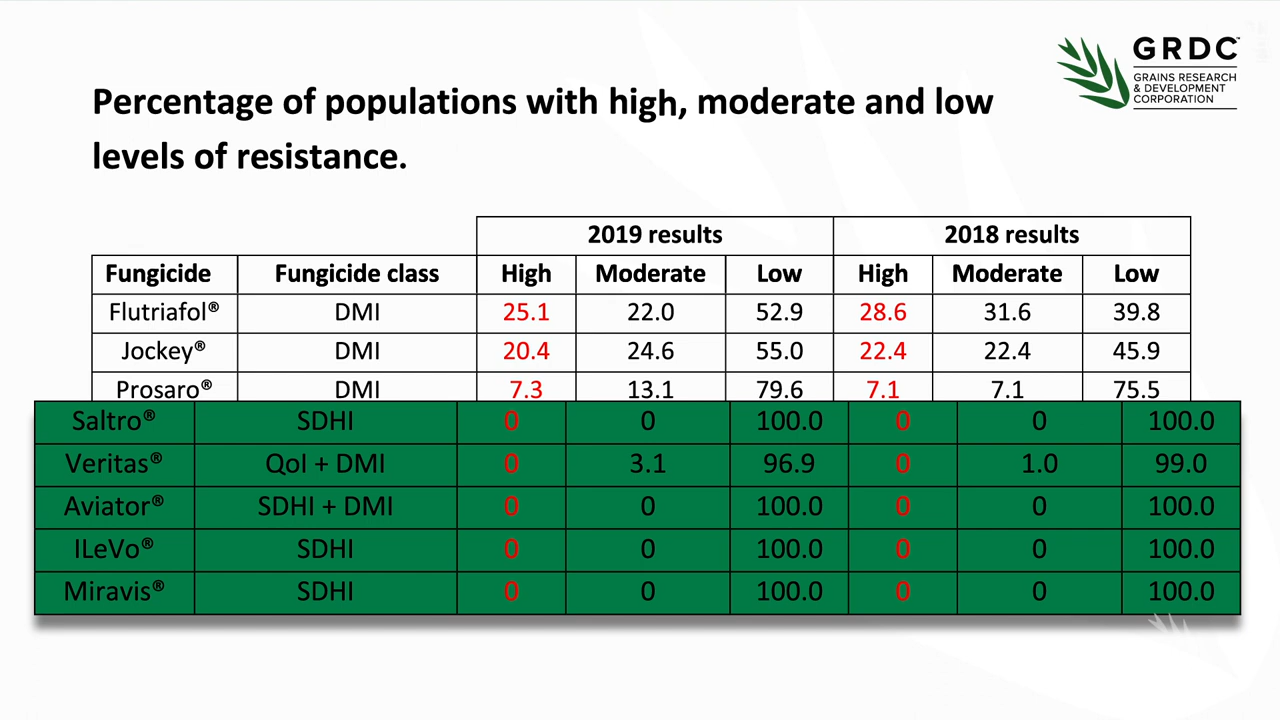 GRDC™
GRAINS RESEARCH
& DEVELOPMENT
CORPORATION
Percentage of populations with high, moderate and low
levels of resistance.
2019 results 2018 results
Fungicide Fungicide class High Moderate Low High Moderate Low
Flutriafol® DMI 25.1 22.0 52.9 28.6 31.6 39.8
Jockey® DMI 20.4 24.6 55.0 22.4 22.4 45.9
Prosaro® DMI 7.3 13.1 79.6 7.1 7.1 75.5
Saltro® SDHI 0 0 100.0 0 0 100.0
Veritas® QoI + DMI 0 3.1 96.9 0 1.0 99.0
Aviator® SDHI + DMI 0 0 100.0 0 0 100.0
ILeVo® SDHI 0 0 100.0 0 0 100.0
Miravis® SDHI 0 0 100.0 0 0 100.0